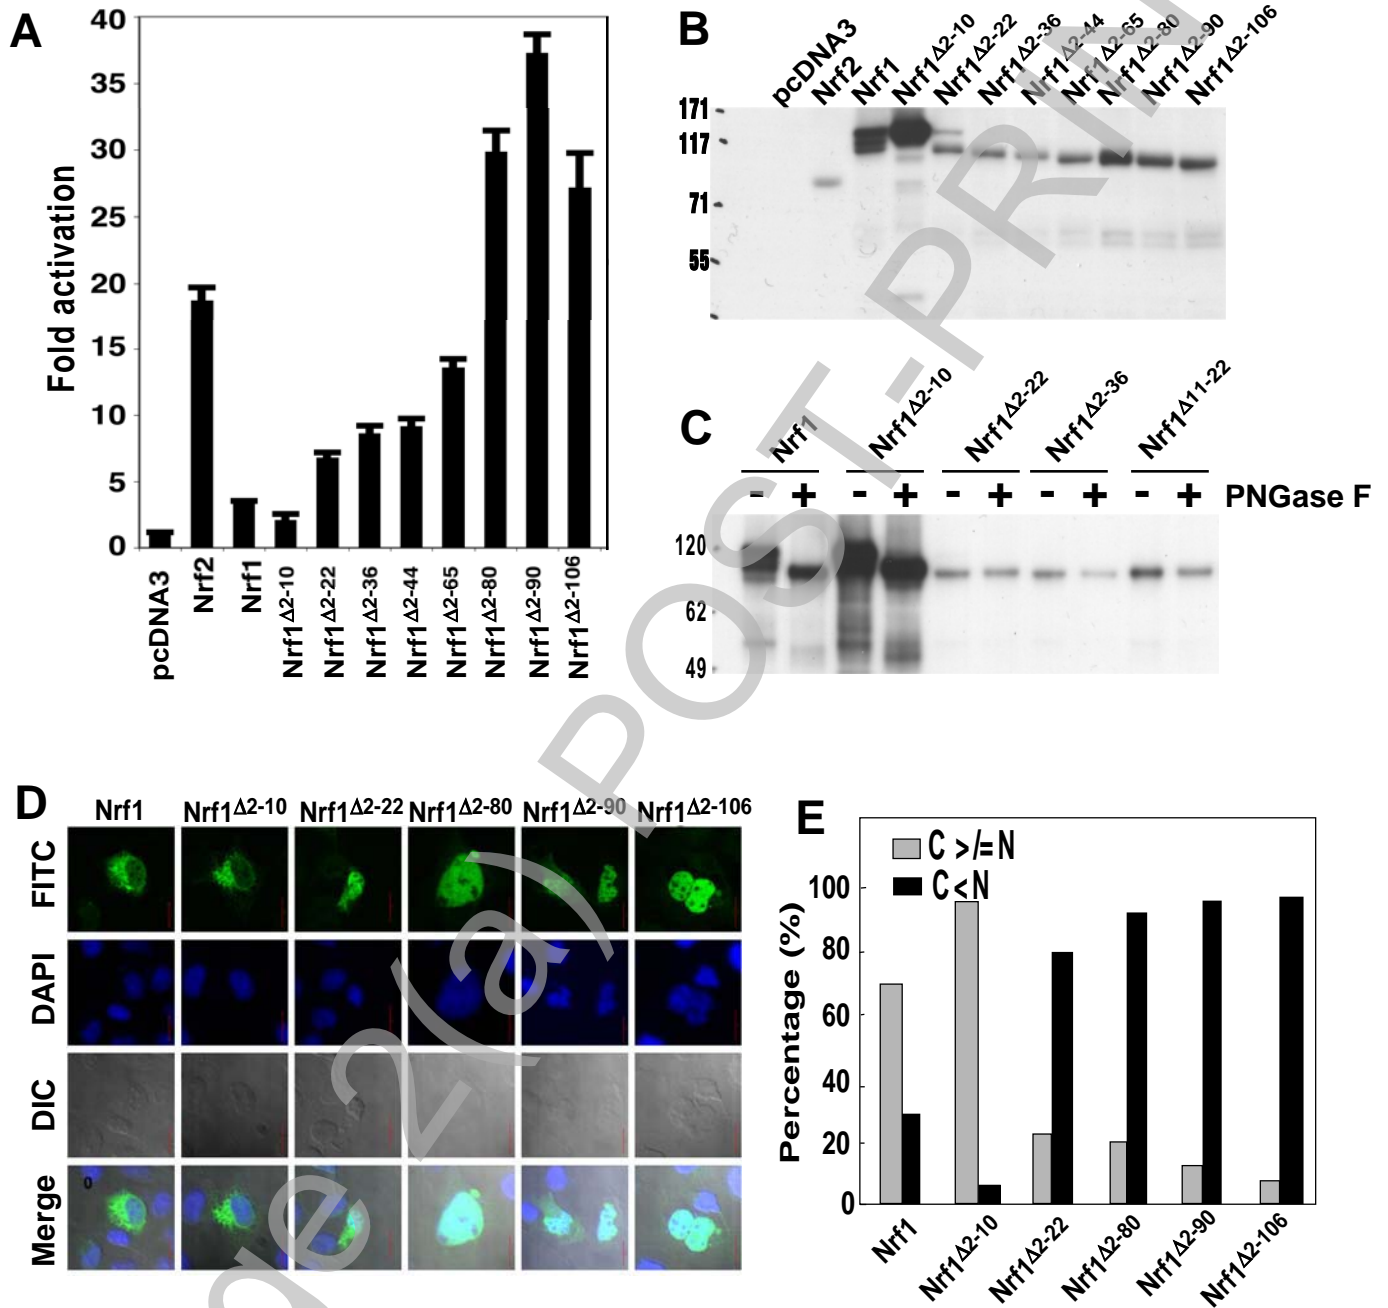 A
40
35
30
25
20
15
10
5
0
Fold activation
pcDNA3
Nrf2
Nrf1
Nrf1Δ2-10
Nrf1Δ2-22
Nrf1Δ2-36
Nrf1Δ2-44
Nrf1Δ2-65
Nrf1Δ2-80
Nrf1Δ2-90
Nrf1Δ2-106
B
pcDNA3
Nrf2
Nrf1
Nrf1Δ2-10
Nrf1Δ2-22
Nrf1Δ2-36
Nrf1Δ2-44
Nrf1Δ2-65
Nrf1Δ2-80
Nrf1Δ2-90
Nrf1Δ2-106
171
117
71
55
C
Nrf1
Nrf1Δ2-10
Nrf1Δ2-22
Nrf1Δ2-36
Nrf1Δ11-22
- + - + - + - + - + PNGase F
120
62
49
D
Nrf1 Nrf1Δ2-10 Nrf1Δ2-22 Nrf1Δ2-80 Nrf1Δ2-90 Nrf1Δ2-106
FITC
DAPI
DIC
Merge
0
E
C >/= N
C < N
100
80
60
40
20
0
Percentage (%)
Nrf1
Nrf1Δ2-10
Nrf1Δ2-22
Nrf1Δ2-80
Nrf1Δ2-90
Nrf1Δ2-106
ge 2(a) POST-PRIN